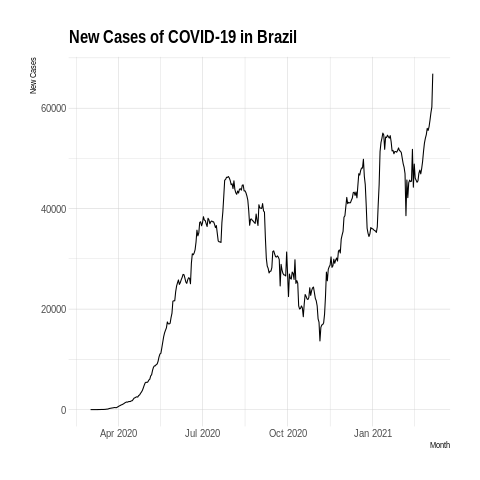 New Cases of COVID-19 in Brazil
New Cases
60000
40000
20000
0
Apr 2020 Jul 2020 Oct 2020 Jan 2021
Month